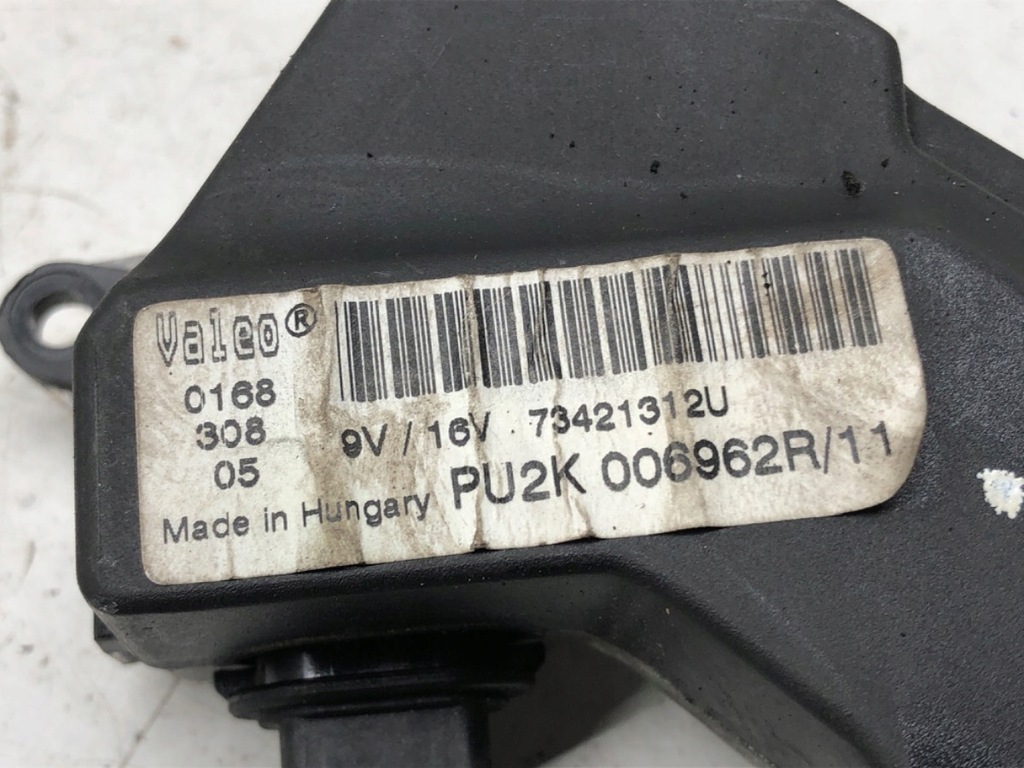 Valeo®
0168
308
05
Made in Hungary
9V / 16V 73421312U
PU2K 006962R/11